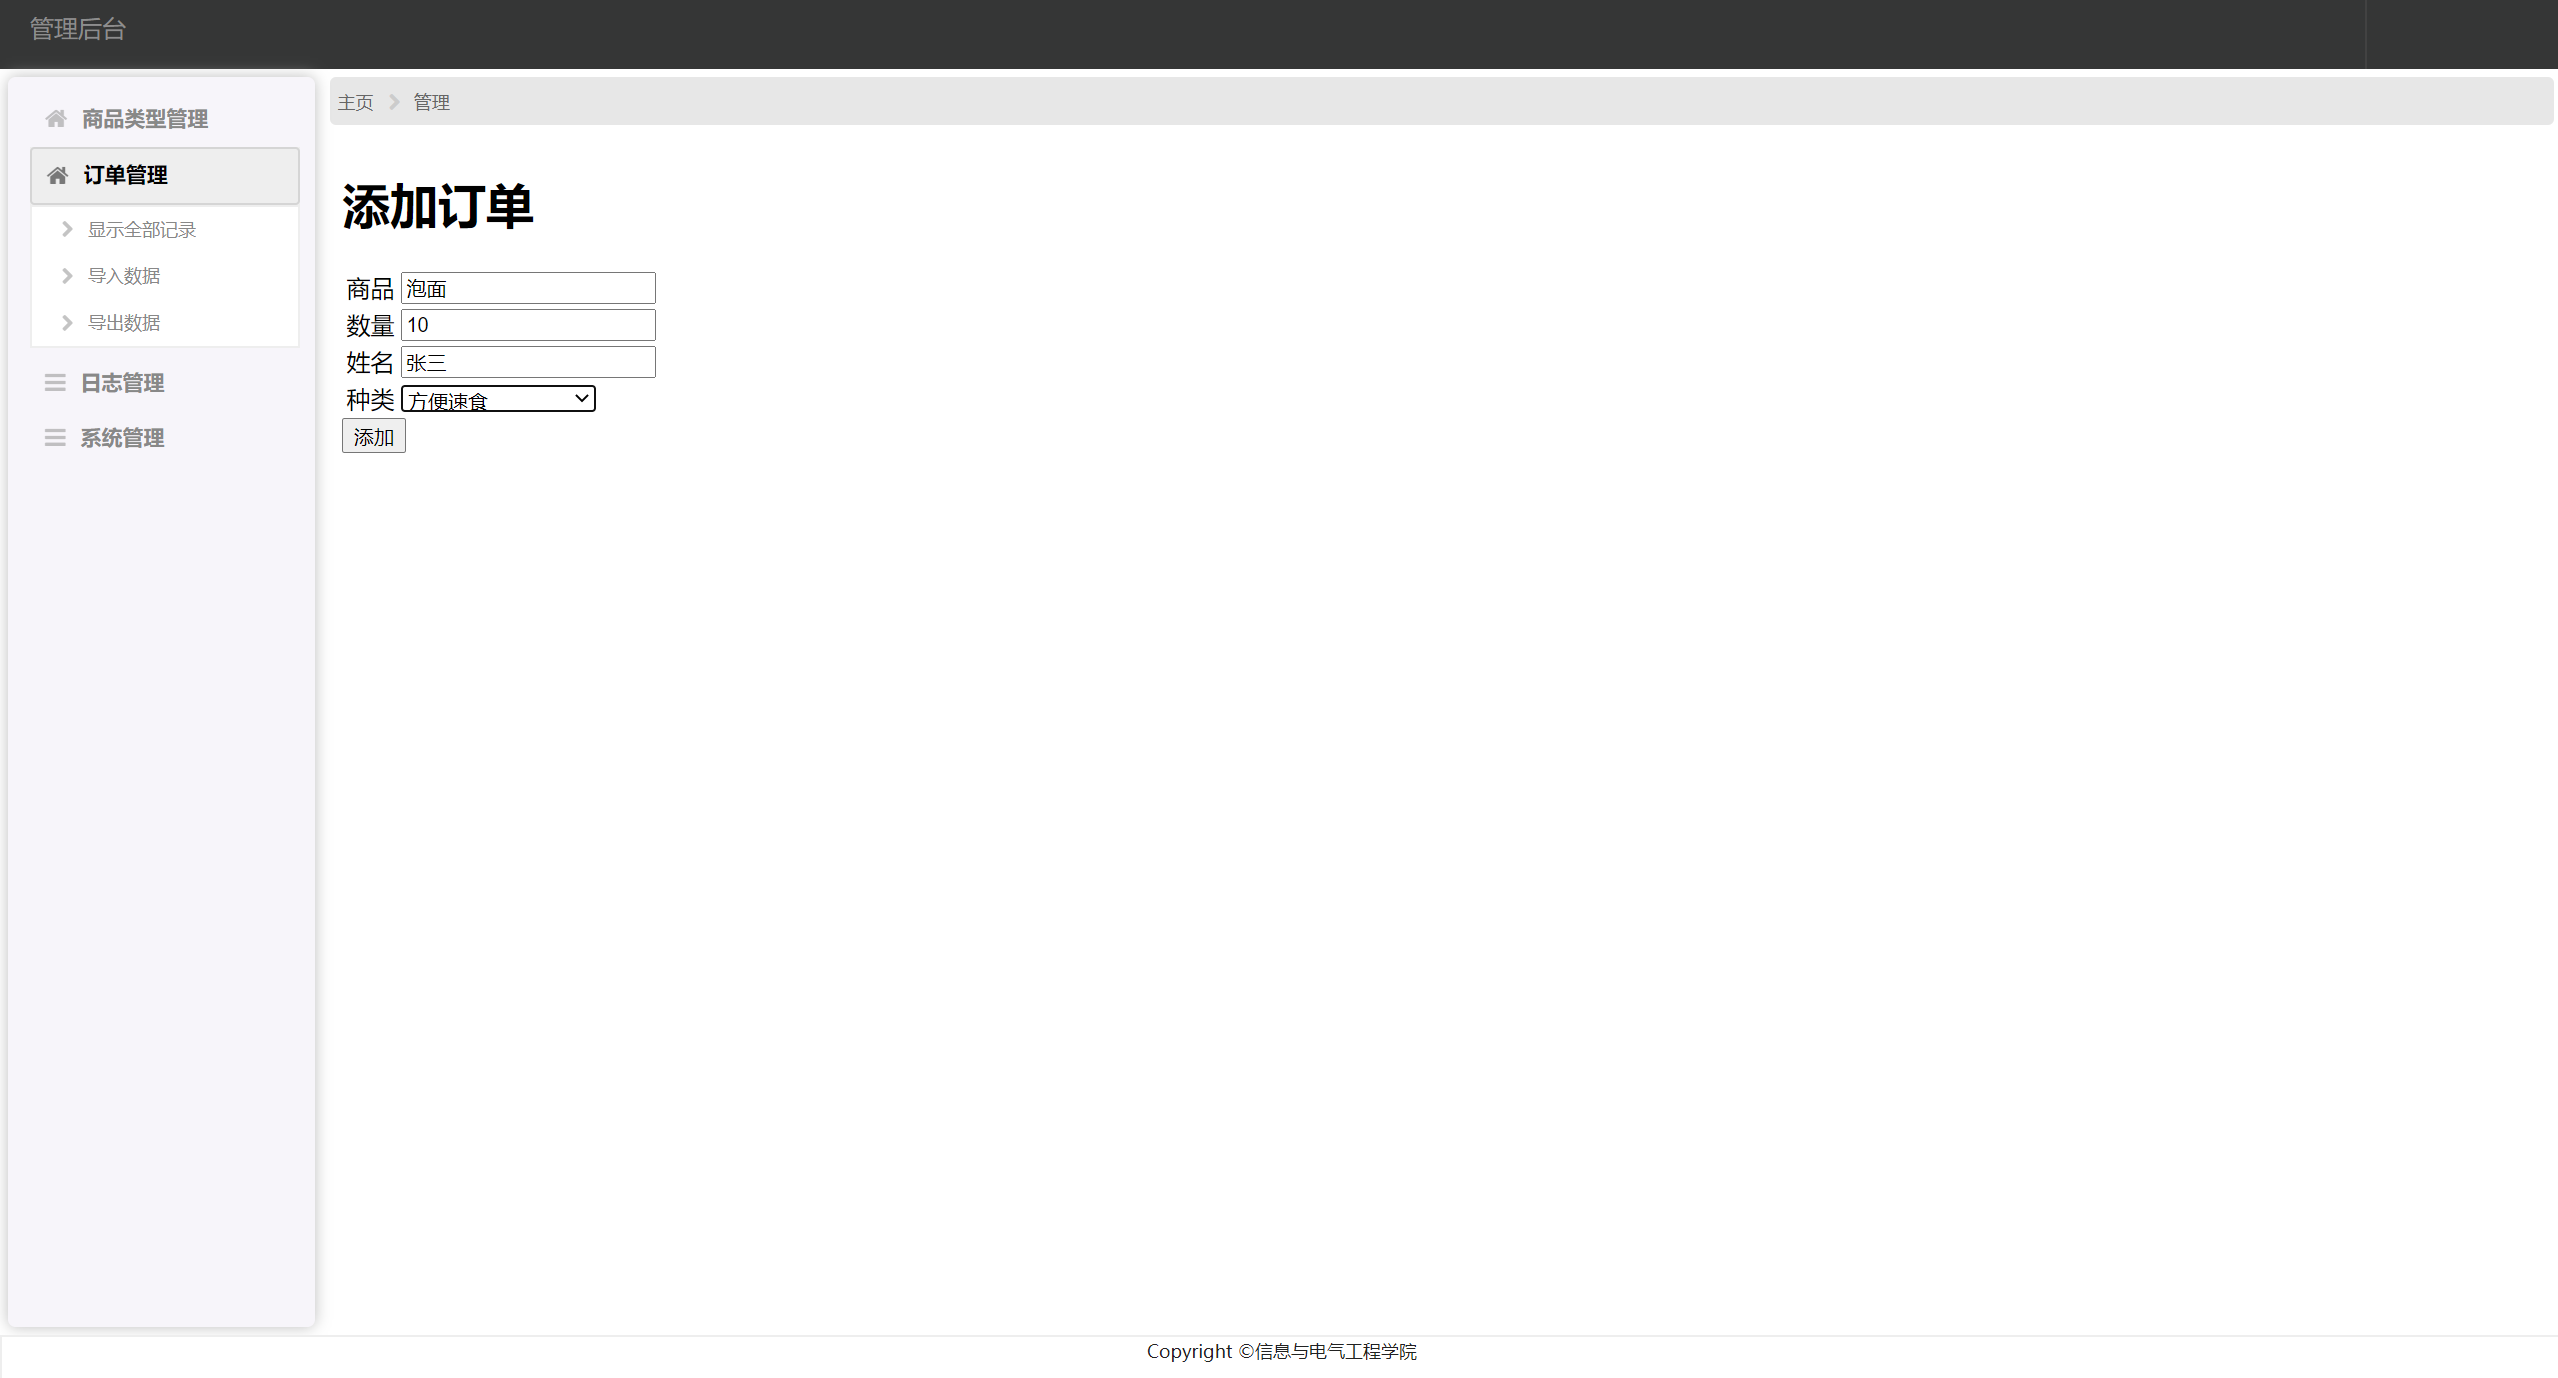 管理后台
商品类型管理
订单管理
显示全部记录
导入数据
导出数据
日志管理
系统管理
主页 管理
添加订单
商品 泡面
数量 10
姓名 张三
种类 方便速食
添加
Copyright ©信息与电气工程学院